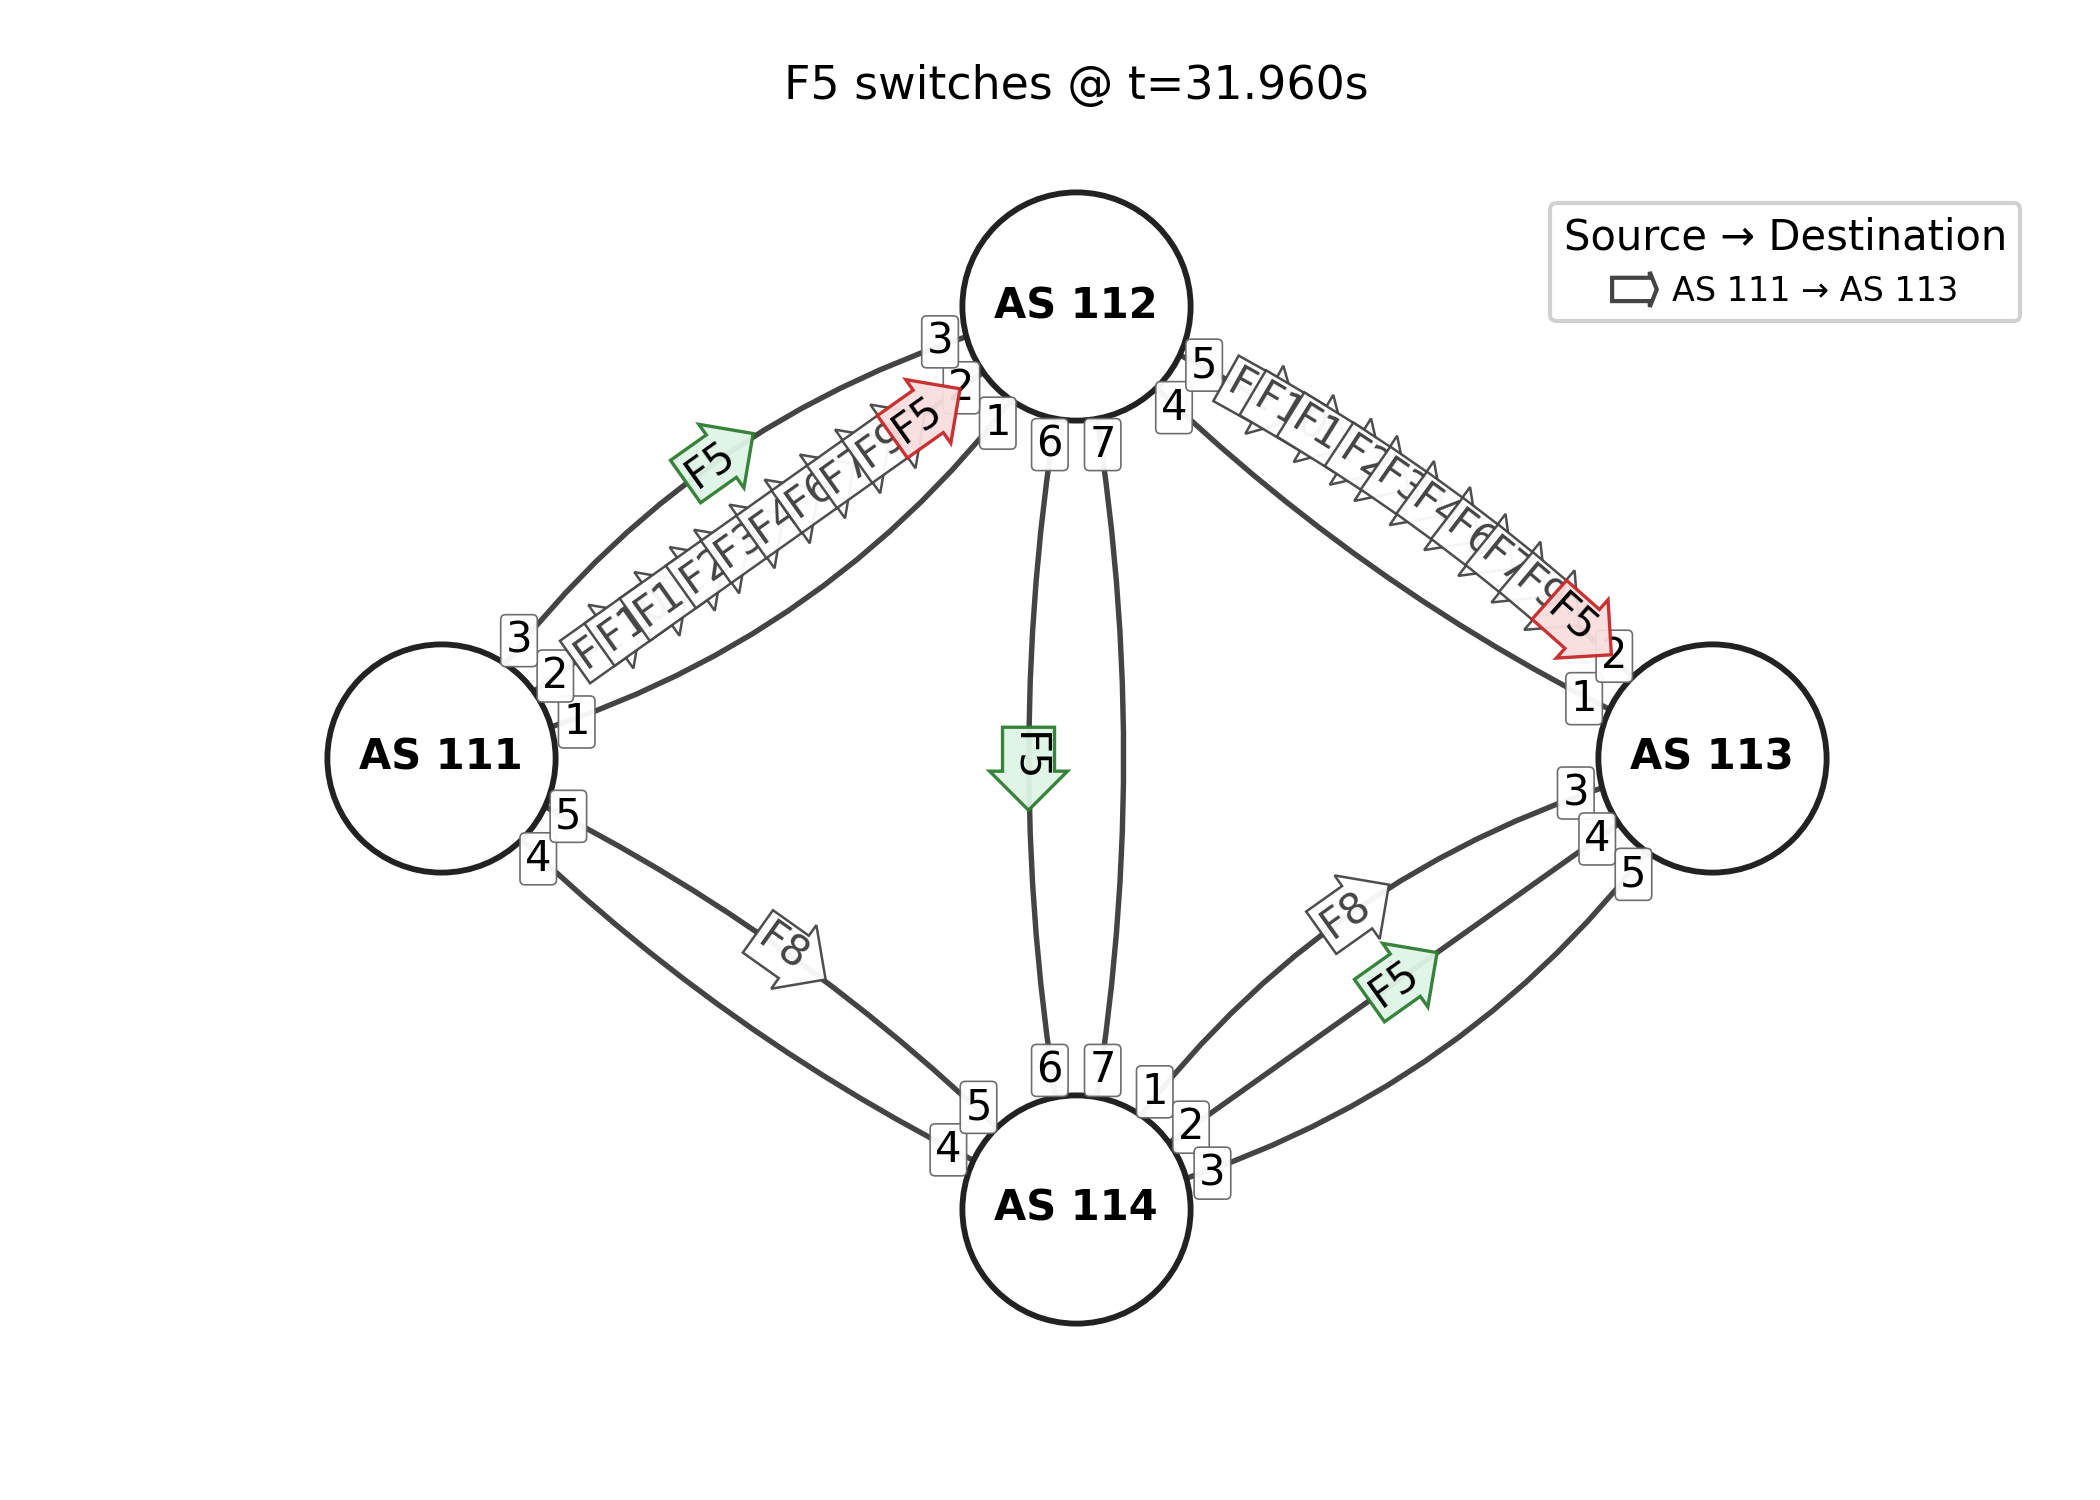 F5 switches @ t=31.960s
Source → Destination
AS 111 → AS 113
AS 112
3
2
1
5
4
6
7
F5
F5
F9
F7
F6
F4
F3
F2
F1
F1
F2
F3
F4
F6
F7
F9
F5
3
2
1
AS 111
5
4
F5
2
1
AS 113
3
4
5
F8
F8
F5
6
7
5
4
1
2
3
AS 114